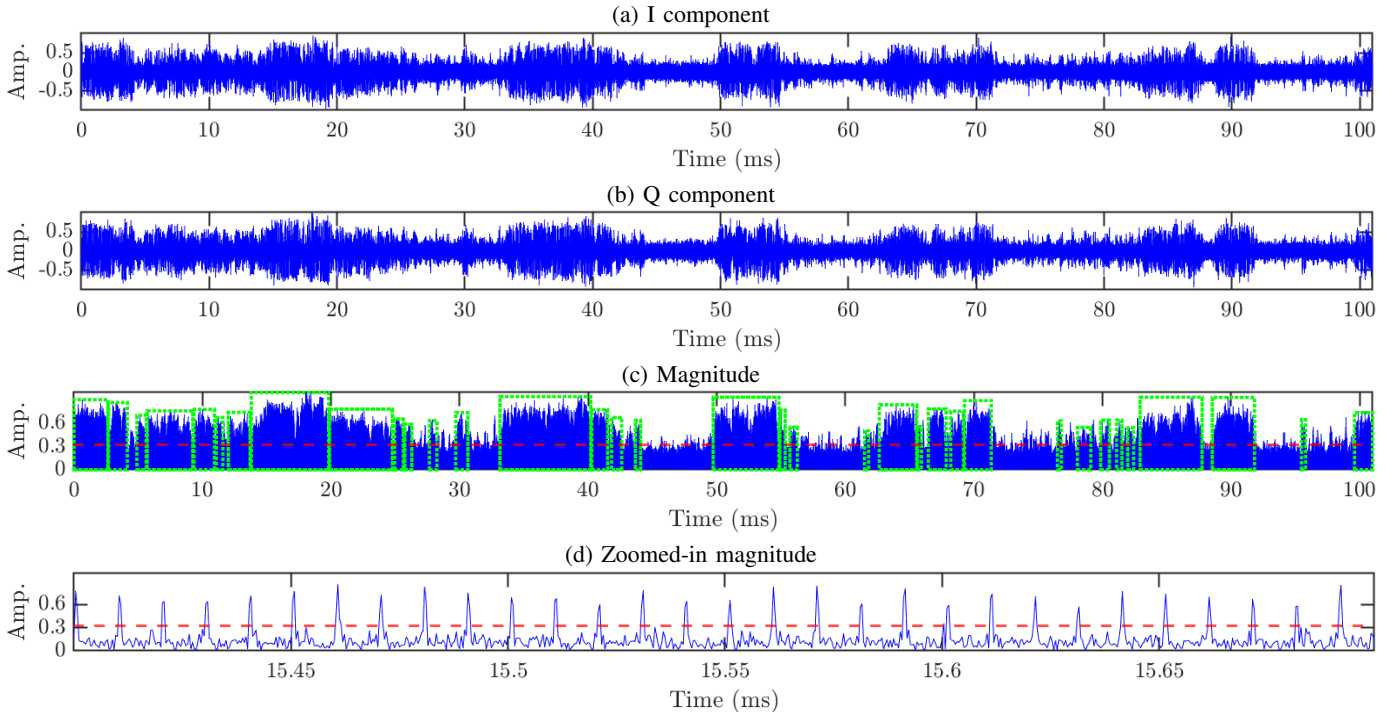 (a) I component
Amp.
0.5
0
-0.5
0 10 20 30 40 50 60 70 80 90 100
Time (ms)
(b) Q component
Amp.
0.5
0
-0.5
0 10 20 30 40 50 60 70 80 90 100
Time (ms)
(c) Magnitude
Amp.
0.6
0.3
0
0 10 20 30 40 50 60 70 80 90 100
Time (ms)
(d) Zoomed-in magnitude
Amp.
0.6
0.3
0
15.45 15.5 15.55 15.6 15.65
Time (ms)